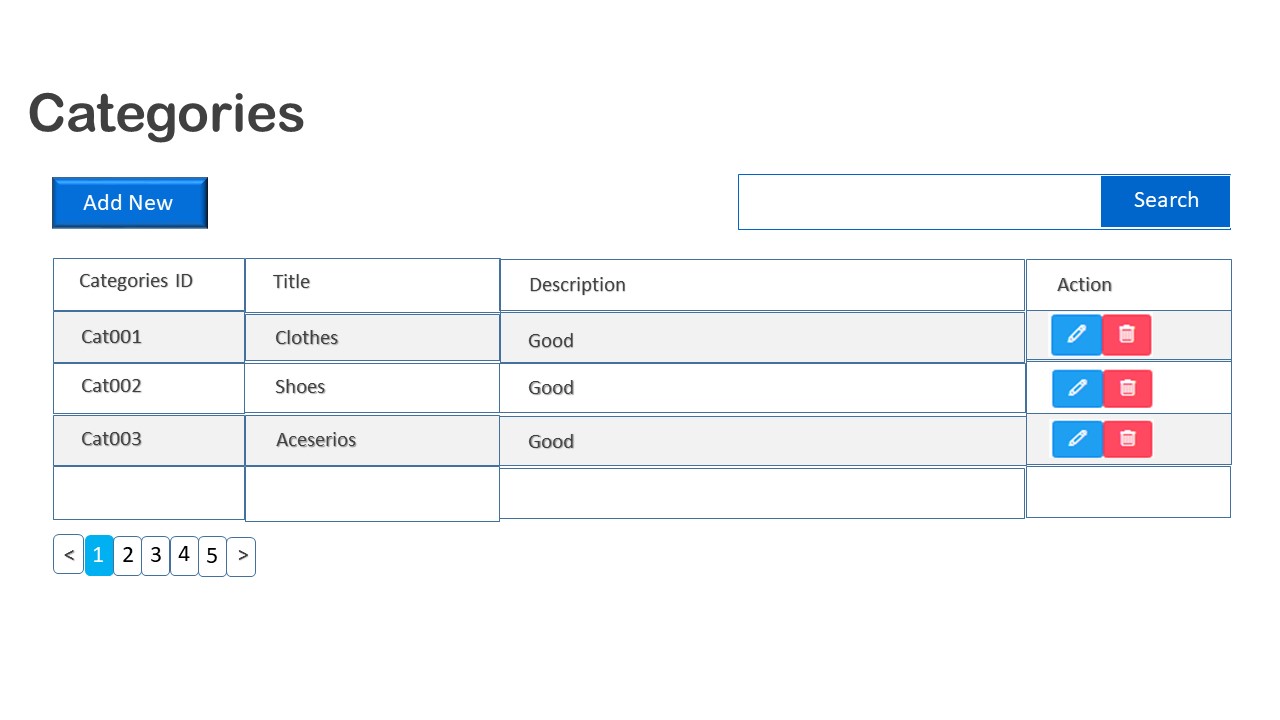 Categories
Add New
Search
Categories ID Title Description Action
Cat001 Clothes Good
Cat002 Shoes Good
Cat003 Aceserios Good
< 1 2 3 4 5 >